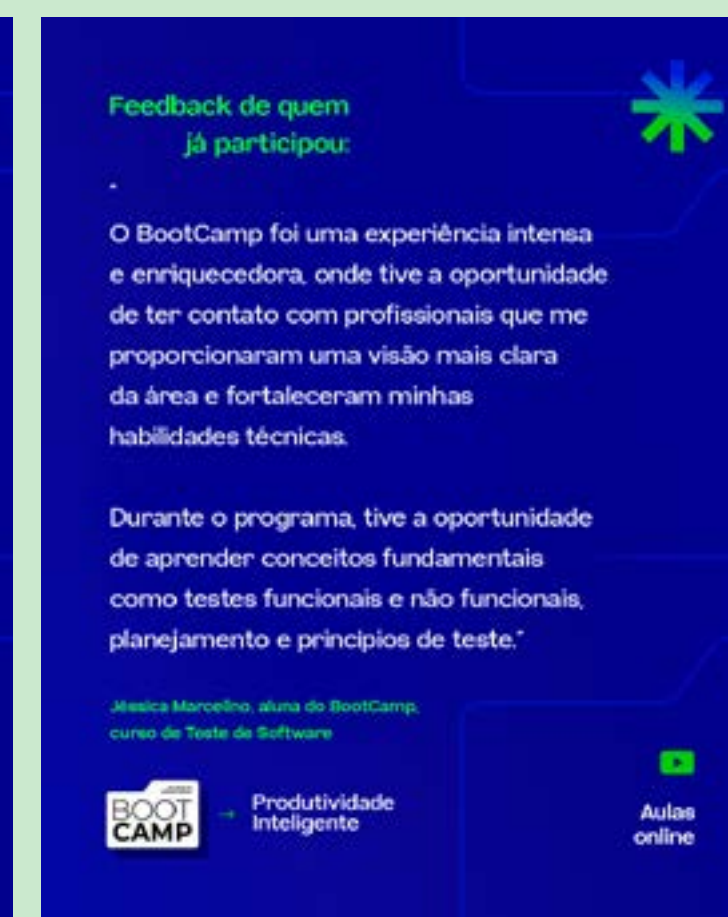 Feedback de quem
já participou:
"
O BootCamp foi uma experiência intensa
e enriquecedora, onde tive a oportunidade
de ter contato com profissionais que me
proporcionaram uma visão mais clara
da área e fortaleceram minhas
habilidades técnicas.
Durante o programa, tive a oportunidade
de aprender conceitos fundamentais
como testes funcionais e não funcionais,
planejamento e princípios de teste."
Jéssica Marcelino, aluna do BootCamp,
curso de Teste de Software
BOOT
CAMP
→ Produtividade
Inteligente
Aulas
online